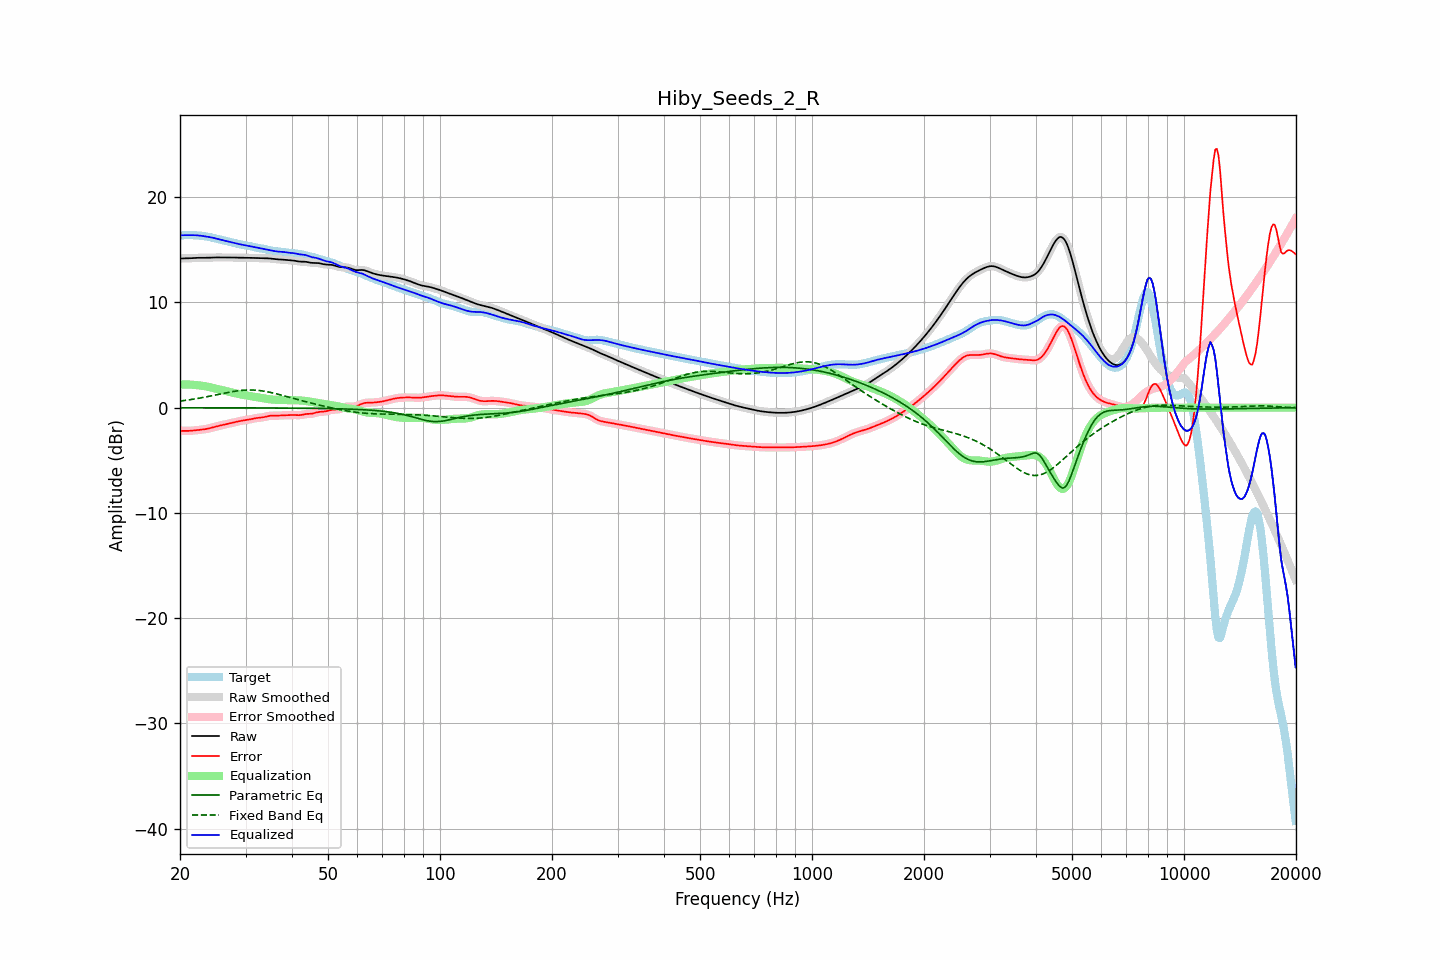 Hiby_Seeds_2_R
20
10
0
−10
−20
−30
−40
Amplitude (dBr)
Target
Raw Smoothed
Error Smoothed
Raw
Error
Equalization
Parametric Eq
Fixed Band Eq
Equalized
20 50 100 200 500 1000 2000 5000 10000 20000
Frequency (Hz)